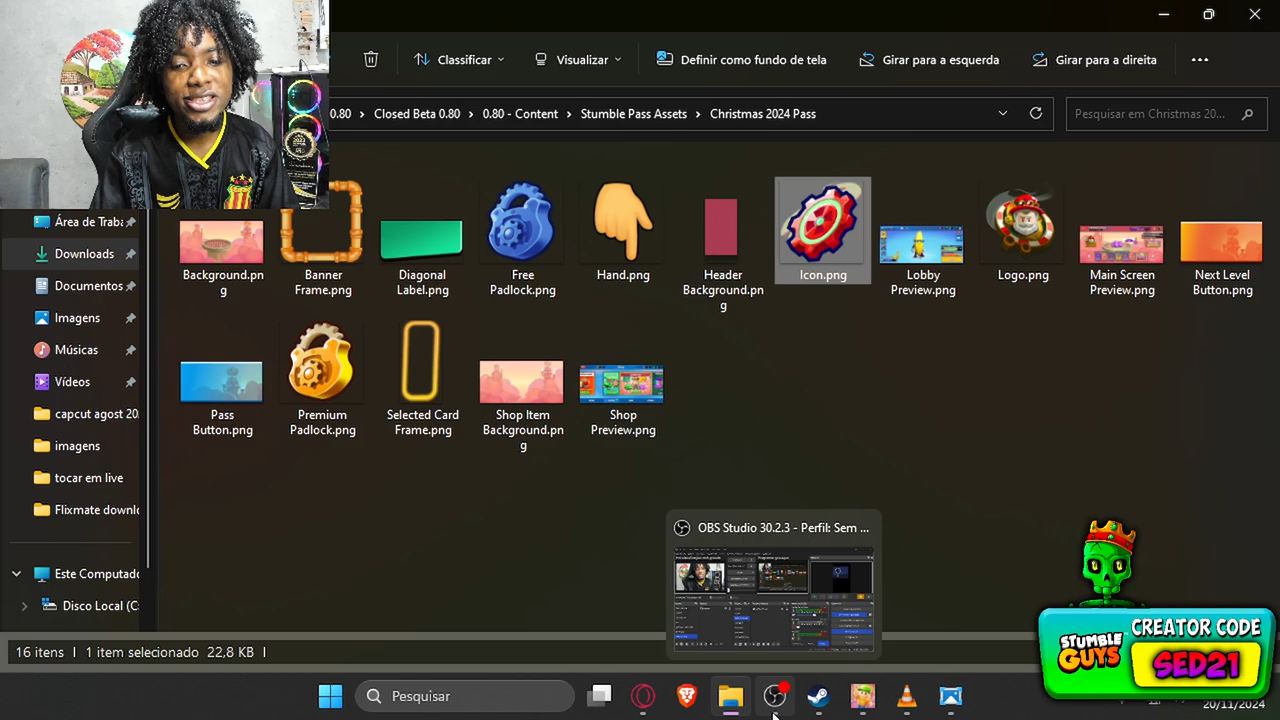 Classificar
Visualizar
Definir como fundo de tela
Girar para a esquerda
Girar para a direita
0.80 > Closed Beta 0.80 > 0.80 - Content > Stumble Pass Assets > Christmas 2024 Pass
Pesquisar em Christmas 20...
Área de Traba
Downloads
Documentos
Imagens
Músicas
Vídeos
capcut agost 20
imagens
tocar em live
Flixmate downlo
Este Computado
Disco Local (C
Background.pn
g
Banner
Frame.png
Diagonal
Label.png
Free
Padlock.png
Hand.png
Header
Background.pn
g
Icon.png
Lobby
Preview.png
Logo.png
Main Screen
Preview.png
Next Level
Button.png
Pass
Button.png
Premium
Padlock.png
Selected Card
Frame.png
Shop Item
Background.pn
g
Shop
Preview.png
OBS Studio 30.2.3 - Perfil: Sem ...
STUMBLE
GUYS
CREATOR CODE
SED21
16 itens
1 item selecionado 22,8 KB
Pesquisar
20/11/2024